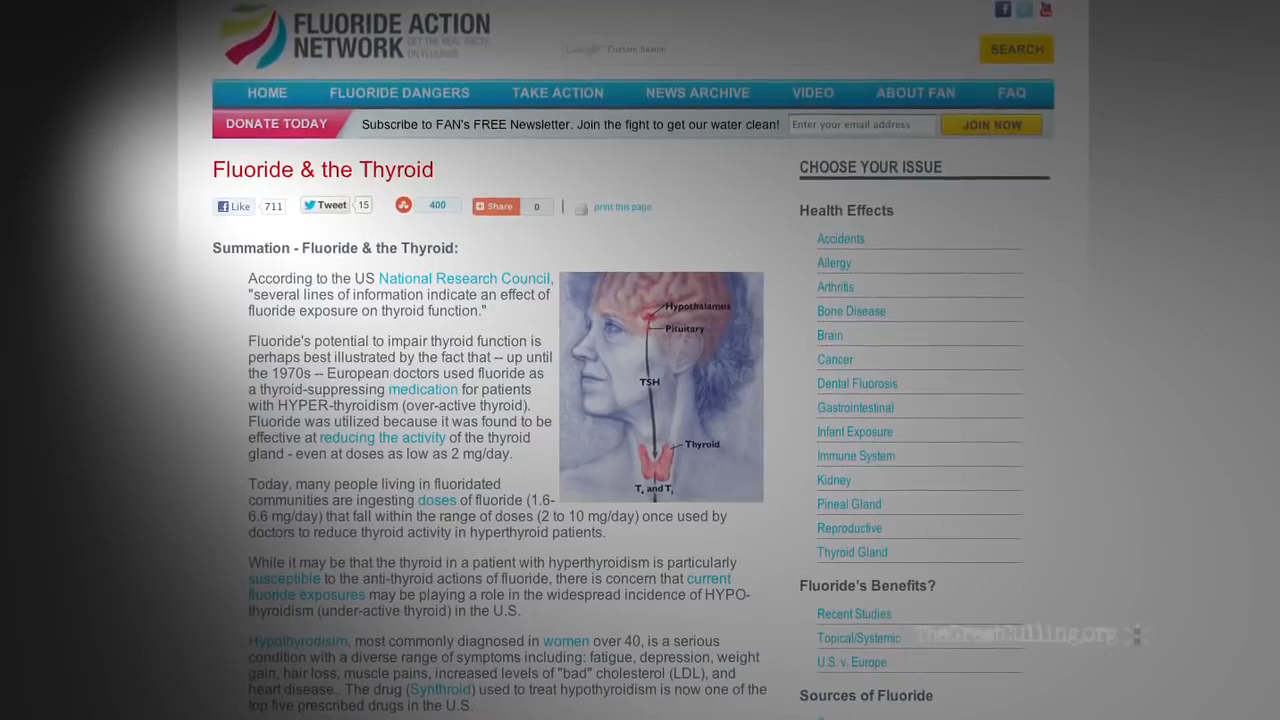 FLUORIDE ACTION
NETWORK GET THE REAL FACTS
ON FLUORIDE
Custom Search
SEARCH
HOME FLUORIDE DANGERS TAKE ACTION NEWS ARCHIVE VIDEO ABOUT FAN FAQ
DONATE TODAY Subscribe to FAN's FREE Newsletter. Join the fight to get our water clean! Enter your email address JOIN NOW
Fluoride & the Thyroid
Like 711 Tweet 15 400 Share 0 print this page
Summation - Fluoride & the Thyroid:
According to the US National Research Council,
"several lines of information indicate an effect of
fluoride exposure on thyroid function."
Fluoride's potential to impair thyroid function is
perhaps best illustrated by the fact that -- up until
the 1970s -- European doctors used fluoride as
a thyroid-suppressing medication for patients
with HYPER-thyroidism (over-active thyroid).
Fluoride was utilized because it was found to be
effective at reducing the activity of the thyroid
gland - even at doses as low as 2 mg/day.
Hypothalamus
Pituitary
TSH
Thyroid
T4 and T3
Today, many people living in fluoridated
communities are ingesting doses of fluoride (1.6-
6.6 mg/day) that fall within the range of doses (2 to 10 mg/day) once used by
doctors to reduce thyroid activity in hyperthyroid patients.
While it may be that the thyroid in a patient with hyperthyroidism is particularly
susceptible to the anti-thyroid actions of fluoride, there is concern that current
fluoride exposures may be playing a role in the widespread incidence of HYPO-
thyroidism (under-active thyroid) in the U.S.
Hypothyrodisim, most commonly diagnosed in women over 40, is a serious
condition with a diverse range of symptoms including: fatigue, depression, weight
gain, hair loss, muscle pains, increased levels of "bad" cholesterol (LDL), and
heart disease.. The drug (Synthroid) used to treat hypothyroidism is now one of the
top five prescribed drugs in the U.S.
CHOOSE YOUR ISSUE
Health Effects
Accidents
Allergy
Arthritis
Bone Disease
Brain
Cancer
Dental Fluorosis
Gastrointestinal
Infant Exposure
Immune System
Kidney
Pineal Gland
Reproductive
Thyroid Gland
Fluoride's Benefits?
Recent Studies
Topical/Systemic
U.S. v. Europe
Sources of Fluoride
TheGreatCulling.org